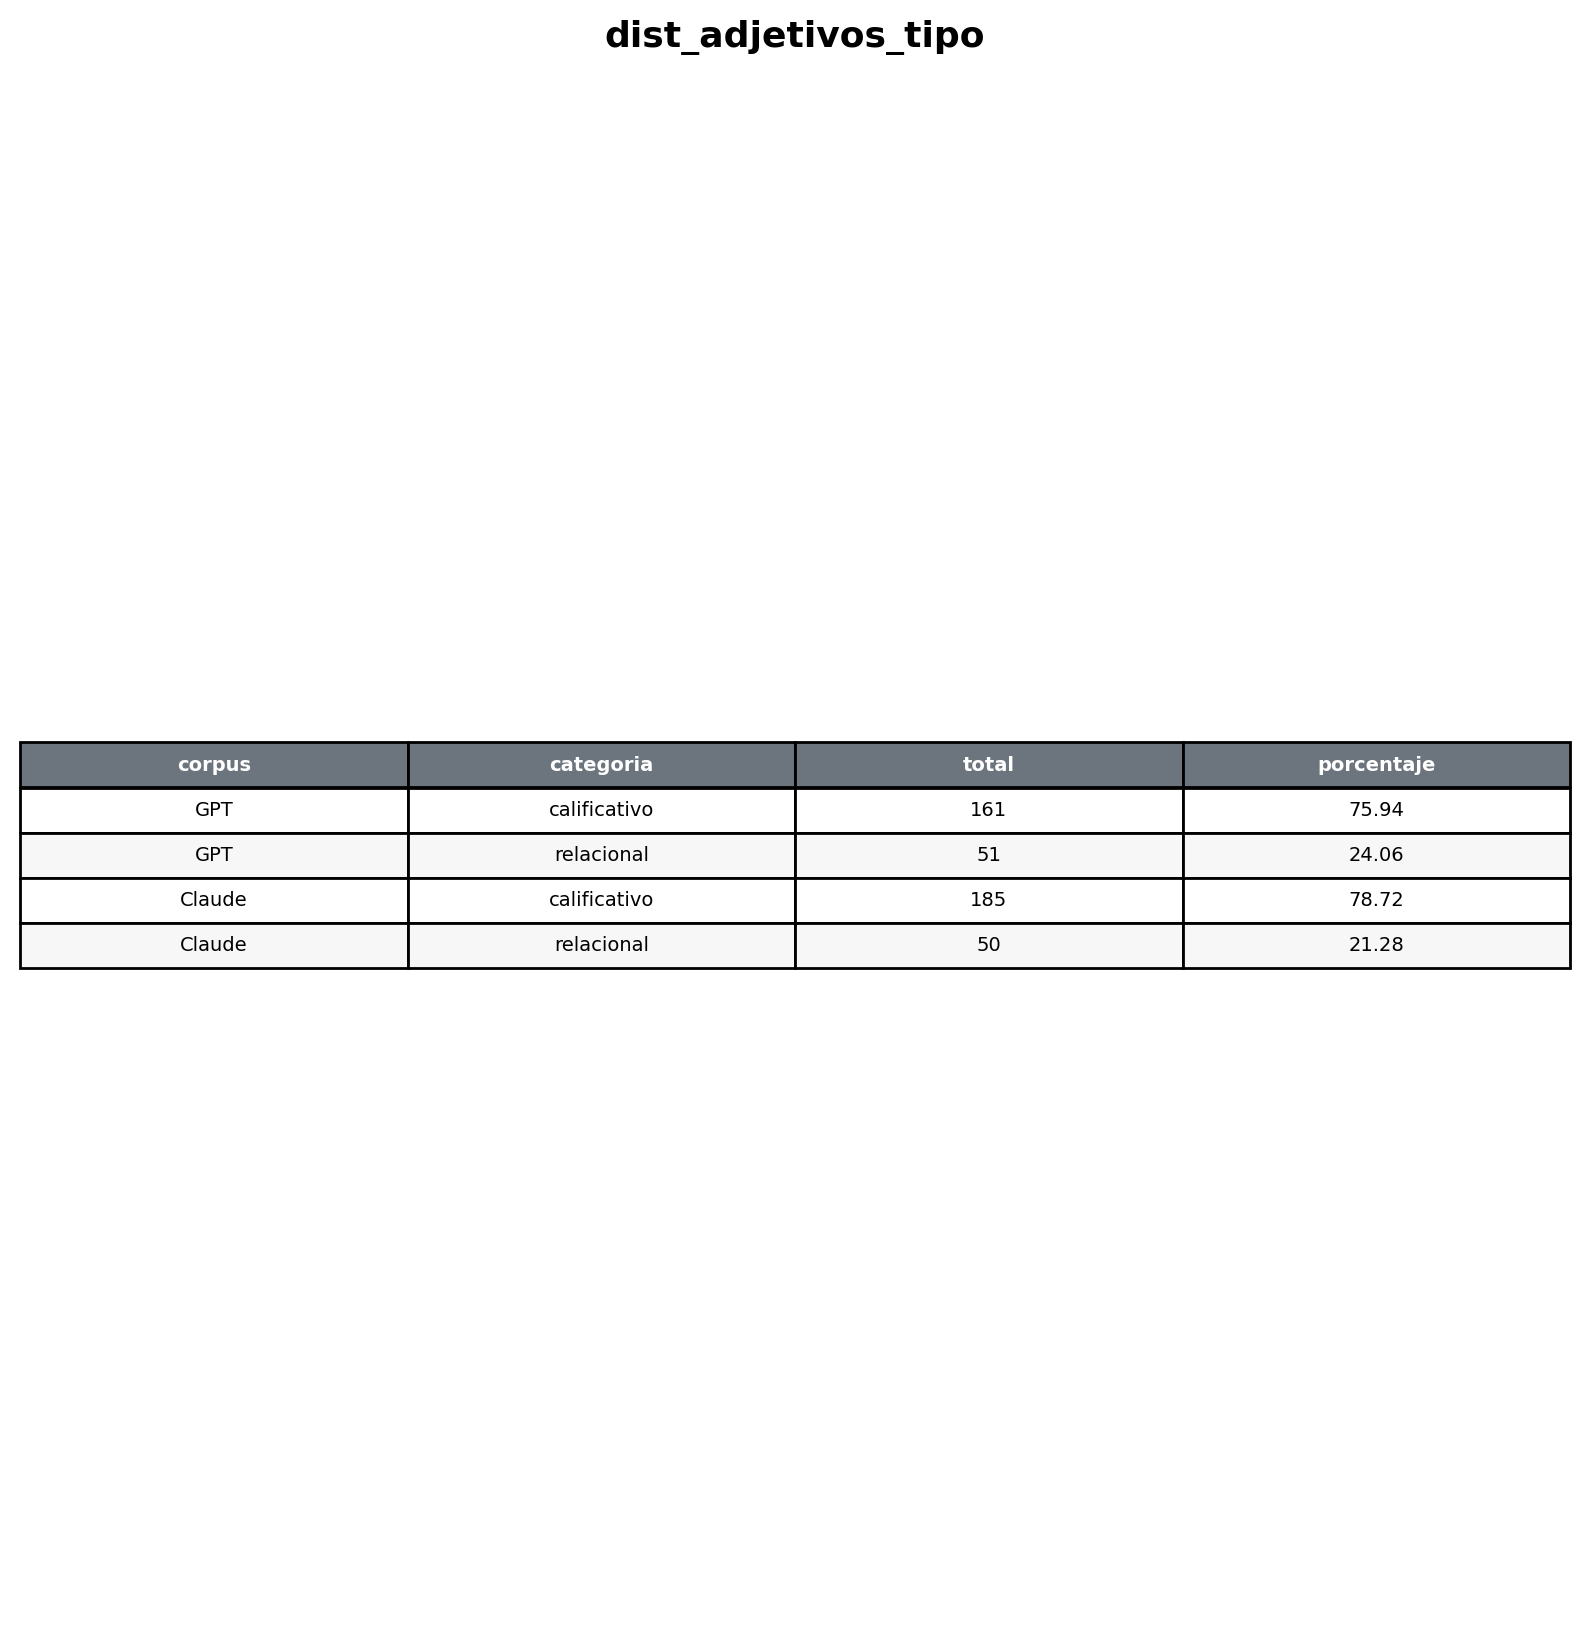 dist_adjetivos_tipo
corpus categoria total porcentaje
GPT calificativo 161 75.94
GPT relacional 51 24.06
Claude calificativo 185 78.72
Claude relacional 50 21.28